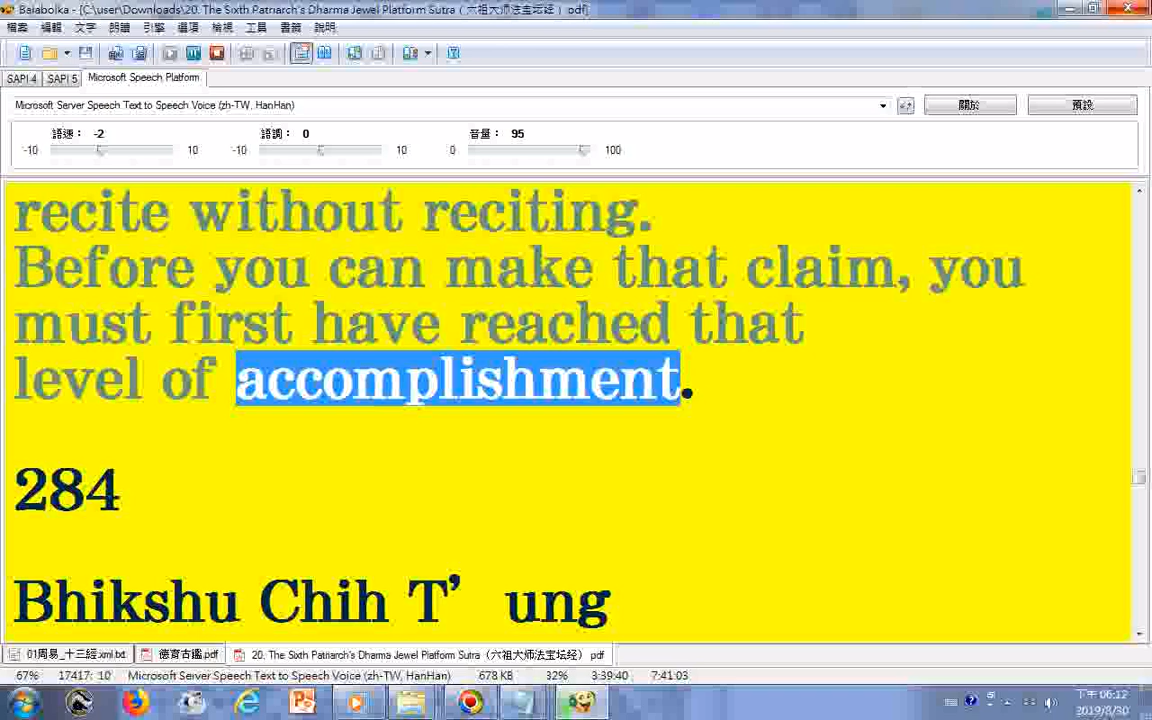 Balabolka - [C:\user\Downloads\20. The Sixth Patriarch's Dharma Jewel Platform Sutra（六祖大师法宝坛经） pdf]
檔案 編輯 文字 朗讀 引擎 選項 檢視 工具 書籤 說明
SAPI 4 SAPI 5 Microsoft Speech Platform
Microsoft Server Speech Text to Speech Voice (zh-TW, HanHan) 關於 預設
語速： -2 語調： 0 音量： 95
-10 10 -10 10 0 100
recite without reciting.
Before you can make that claim, you
must first have reached that
level of accomplishment.
284
Bhikshu Chih T’ung
01周易_十三經.xml.txt 德育古鑑.pdf 20. The Sixth Patriarch's Dharma Jewel Platform Sutra（六祖大师法宝坛经） pdf
67% 17417: 10 Microsoft Server Speech Text to Speech Voice (zh-TW, HanHan) 678 KB 32% 3:39:40 7:41:03
下午 06:12
2019/8/30